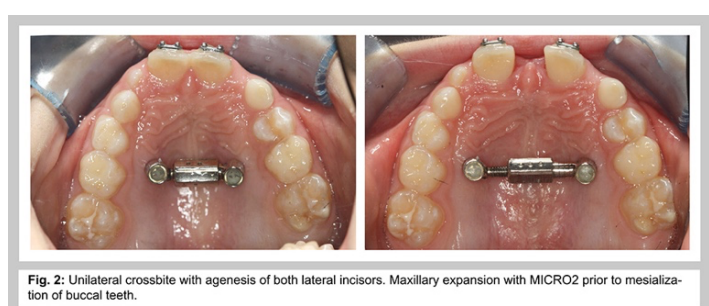 Fig. 2: Unilateral crossbite with agenesis of both lateral incisors. Maxillary expansion with MICRO2 prior to mesializa-
tion of buccal teeth.